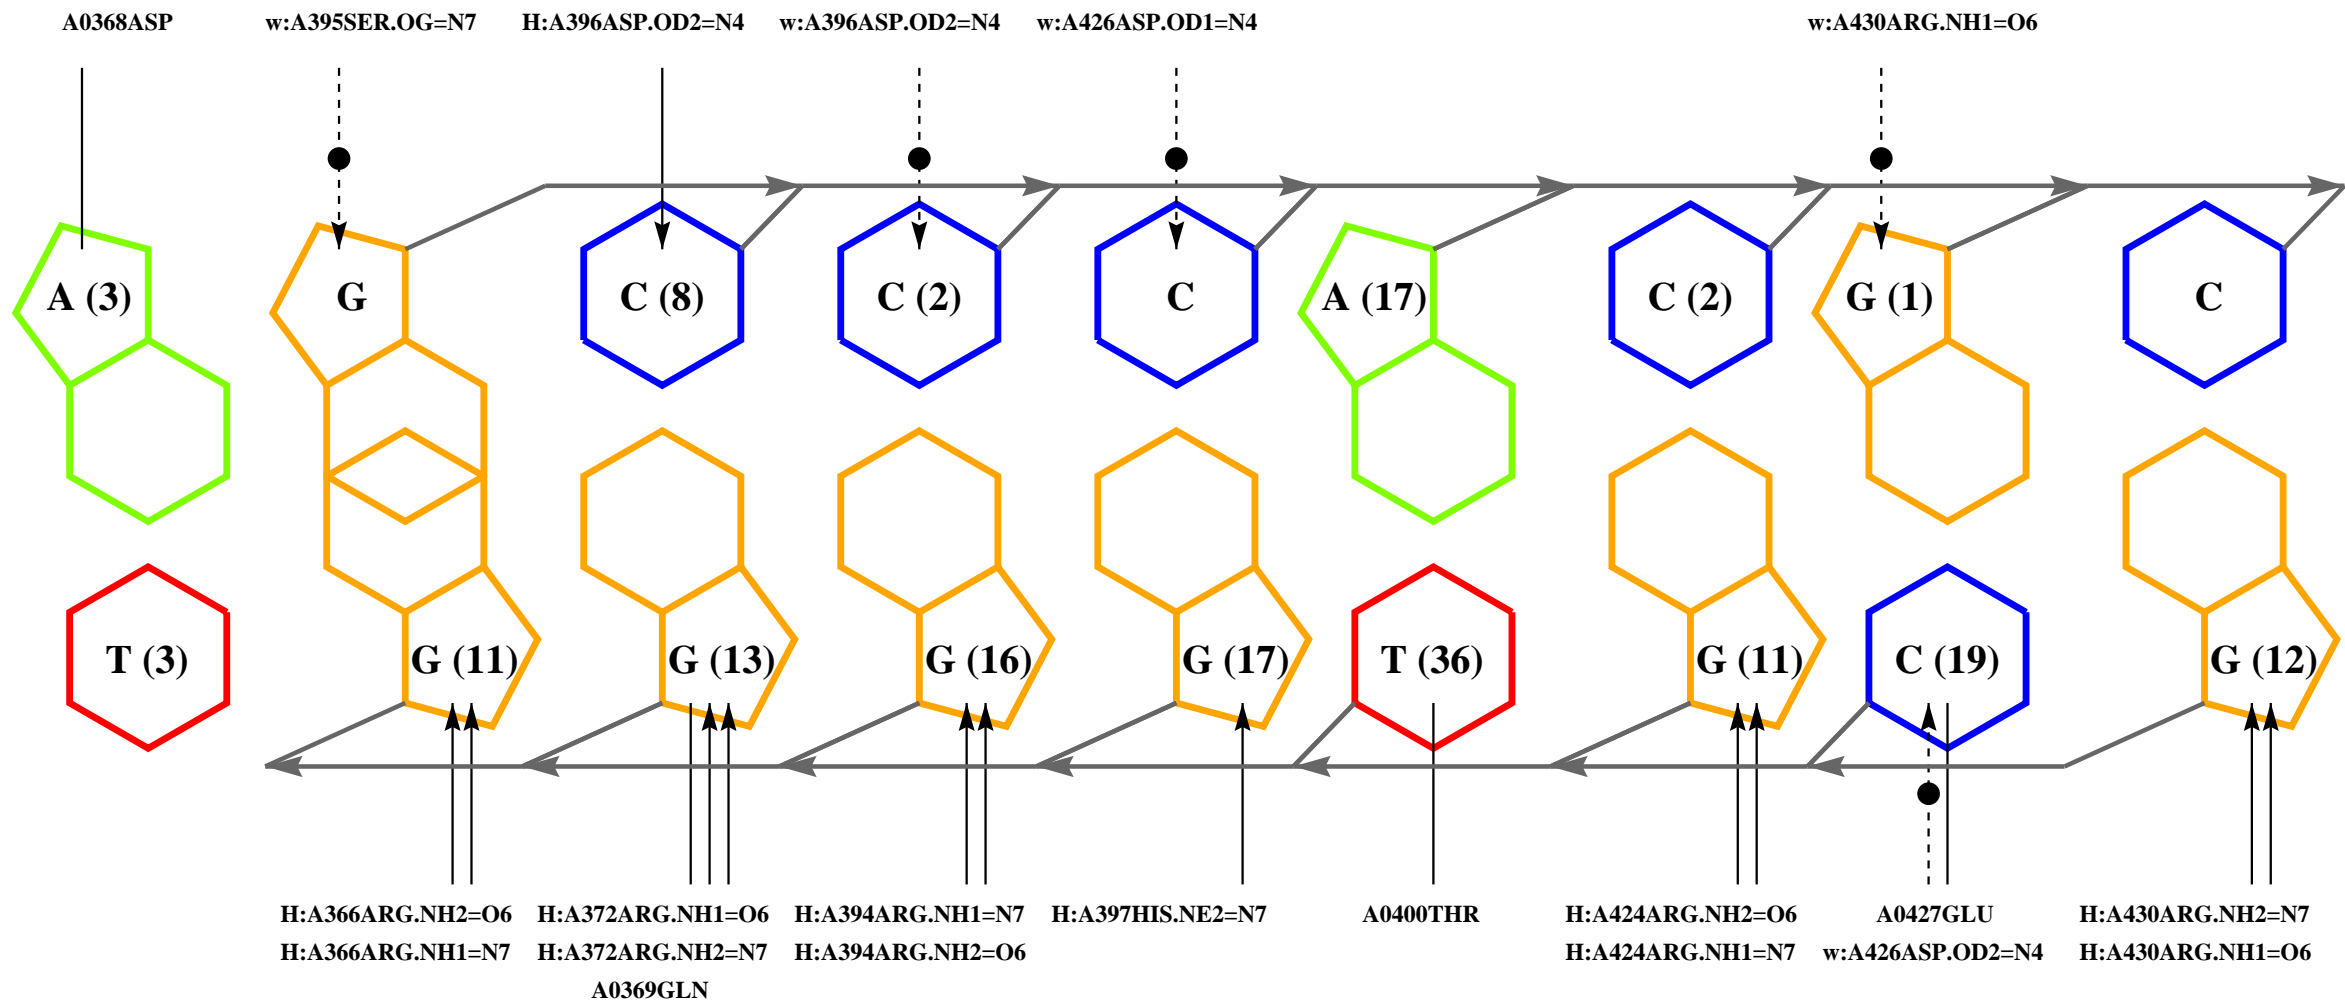 A0368ASP w:A395SER.OG=N7 H:A396ASP.OD2=N4 w:A396ASP.OD2=N4 w:A426ASP.OD1=N4 w:A430ARG.NH1=O6
A (3) G C (8) C (2) C A (17) C (2) G (1) C
T (3) G (11) G (13) G (16) G (17) T (36) G (11) C (19) G (12)
H:A366ARG.NH2=O6 H:A372ARG.NH1=O6 H:A394ARG.NH1=N7 H:A397HIS.NE2=N7 A0400THR H:A424ARG.NH2=O6 A0427GLU H:A430ARG.NH2=N7
H:A366ARG.NH1=N7 H:A372ARG.NH2=N7 H:A394ARG.NH2=O6 H:A424ARG.NH1=N7 w:A426ASP.OD2=N4 H:A430ARG.NH1=O6
A0369GLN